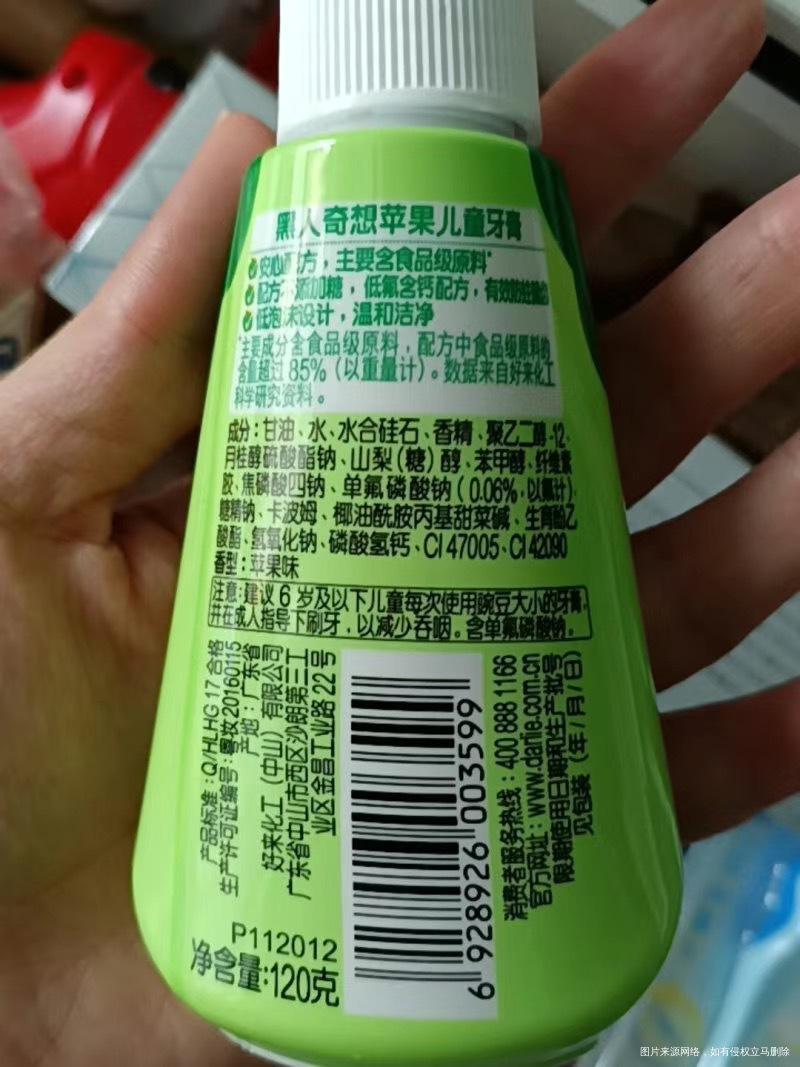 黑人奇想苹果儿童牙膏
安心配方，主要含食品级原料*
配方不添加糖，低氟含钙配方，有效防蛀固齿
低泡沫设计，温和洁净
*主要成分含食品级原料，配方中食品级原料的
含量超过85%（以重量计）。数据来自好来化工
科学研究资料。
成分：甘油、水、水合硅石、香精、聚乙二醇-12、
月桂醇硫酸酯钠、山梨（糖）醇、苯甲醇、纤维素
胶、焦磷酸四钠、单氟磷酸钠（0.06%，以氟计）、
糖精钠、卡波姆、椰油酰胺丙基甜菜碱、生育酚乙
酸酯、氢氧化钠、磷酸氢钙、CI 47005、CI 42090
香型：苹果味
注意：建议6岁及以下儿童每次使用豌豆大小的牙膏，
并在成人指导下刷牙，以减少吞咽。含单氟磷酸钠。
产品标准：Q/HLHG 17 合格
生产许可证编号：粤妆20160115
产地：广东省
好来化工（中山）有限公司
广东省中山市西区沙朗第三工
业区金昌工业路22号
6 928926 003599
消费者服务热线：400 888 1166
官方网址：www.darlie.com.cn
限期使用日期和生产批号
见包装（年/月/日）
P112012
净含量：120克
图片来源网络，如有侵权立马删除